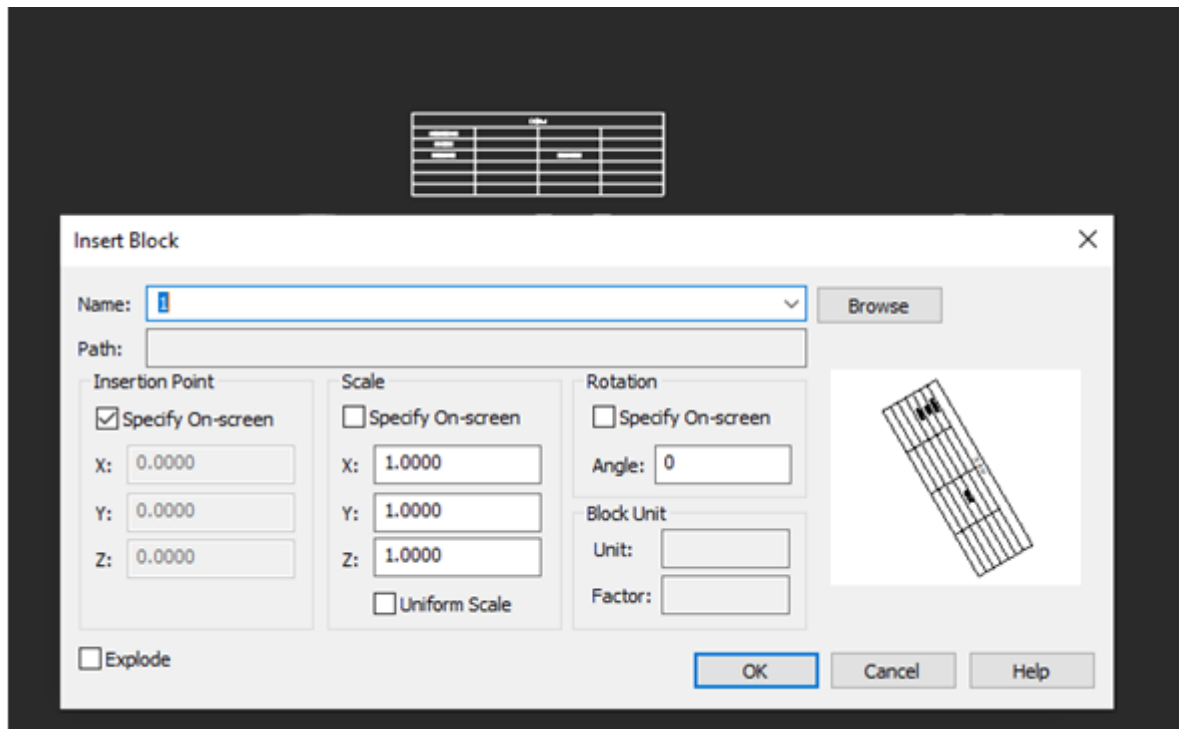 Insert Block
Name: 1
Browse
Path:
Insertion Point
Specify On-screen
X: 0.0000
Y: 0.0000
Z: 0.0000
Scale
Specify On-screen
X: 1.0000
Y: 1.0000
Z: 1.0000
Uniform Scale
Rotation
Specify On-screen
Angle: 0
Block Unit
Unit:
Factor:
Explode
OK
Cancel
Help